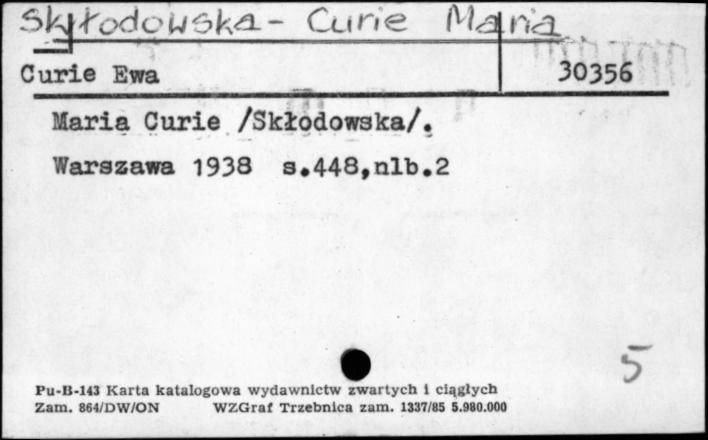 Skłodowska - Curie Maria
Curie Ewa 30356
Maria Curie /Skłodowska/.
Warszawa 1938 s.448,nlb.2
5
Pu-B-143 Karta katalogowa wydawnictw zwartych i ciągłych
Zam. 864/DW/ON WZGraf Trzebnica zam. 1337/85 5.980.000